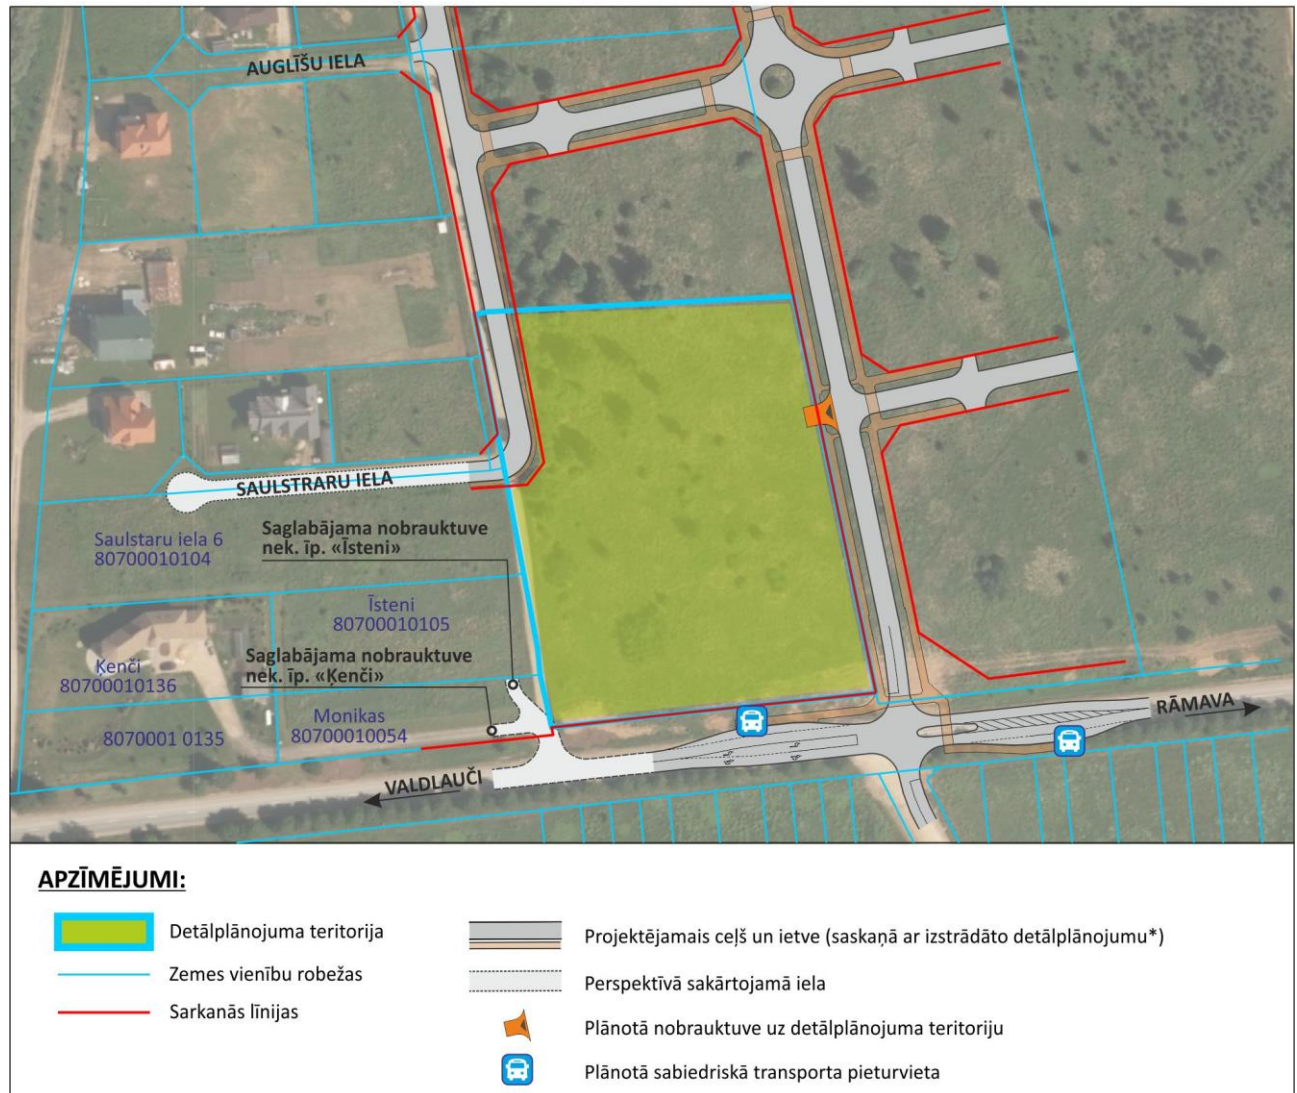 AUGLĪŠU IELA
SAULSTRARU IELA
Saulstaru iela 6
80700010104
Saglabājama nobrauktuve
nek. īp. «Īsteni»
Īsteni
80700010105
Ķenči
80700010136
Saglabājama nobrauktuve
nek. īp. «Ķenči»
Monikas
80700010054
8070001 0135
VALDLAUČI
RĀMAVA
APZĪMĒJUMI:
Detālplānojuma teritorija
Zemes vienību robežas
Sarkanās līnijas
Projektējamais ceļš un ietve (saskaņā ar izstrādāto detālplānojumu*)
Perspektīvā sakārtojamā iela
Plānotā nobrauktuve uz detālplānojuma teritoriju
Plānotā sabiedriskā transporta pieturvieta